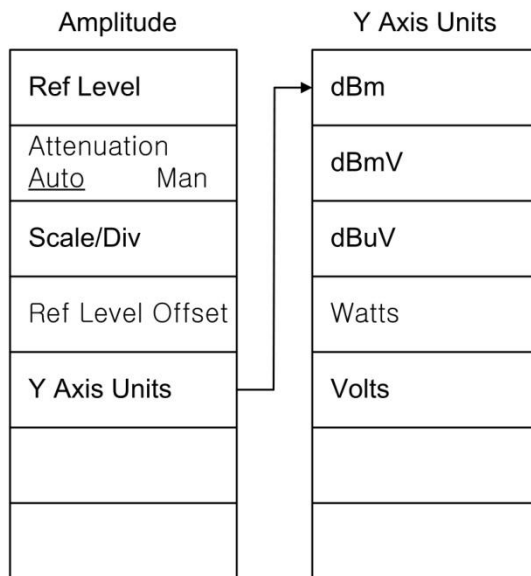 Amplitude
Ref Level
Attenuation
Auto Man
Scale/Div
Ref Level Offset
Y Axis Units
Y Axis Units
dBm
dBmV
dBuV
Watts
Volts